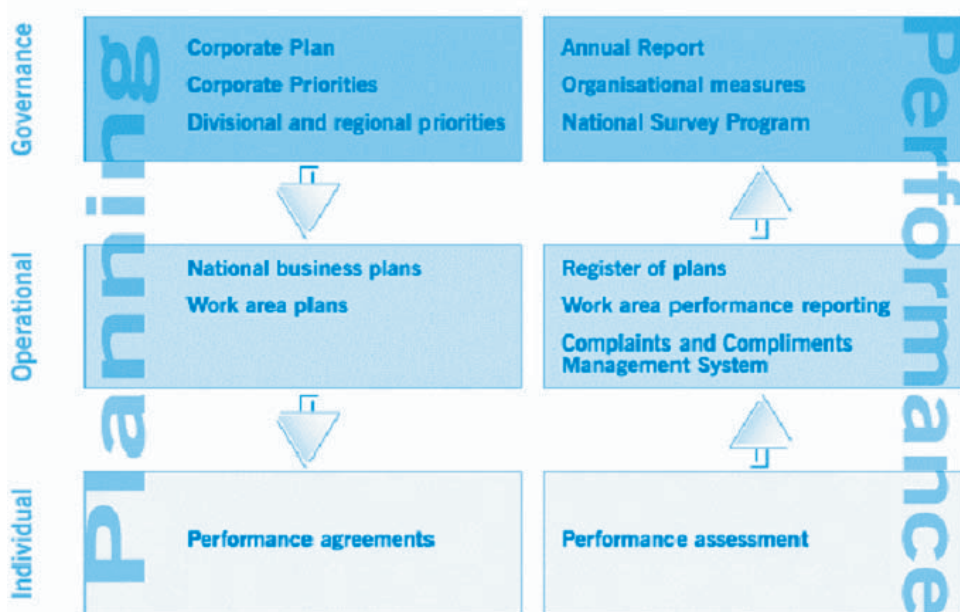 Governance
Planning
Corporate Plan
Corporate Priorities
Divisional and regional priorities
Annual Report
Organisational measures
National Survey Program
Performance
Operational
National business plans
Work area plans
Register of plans
Work area performance reporting
Complaints and Compliments
Management System
Individual
Performance agreements
Performance assessment